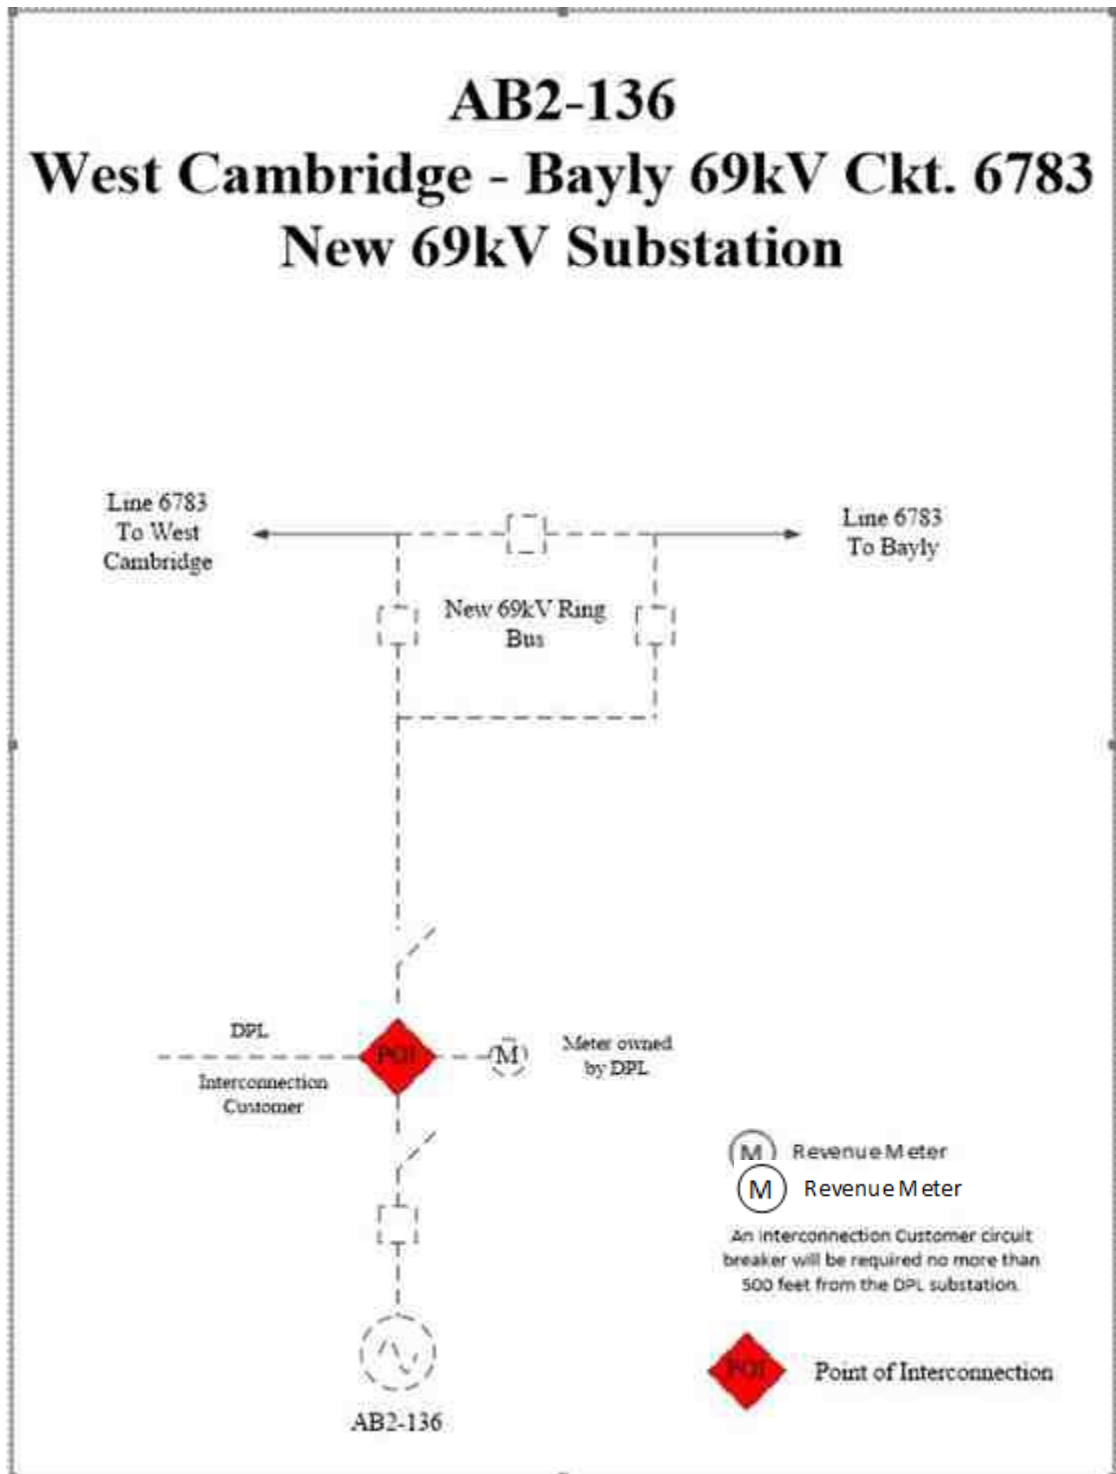 AB2-136
West Cambridge - Bayly 69kV Ckt. 6783
New 69kV Substation
Line 6783
To West
Cambridge
Line 6783
To Bayly
New 69kV Ring
Bus
DPL
POI
M
Meter owned
by DPL
Interconnection
Customer
M Revenue Meter
M Revenue Meter
An Interconnection Customer circuit
breaker will be required no more than
500 feet from the DPL substation.
POI
Point of Interconnection
AB2-136